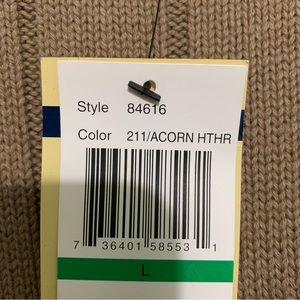 Style 84616
Color 211/ACORN HTHR
7 36401 58553 1
L